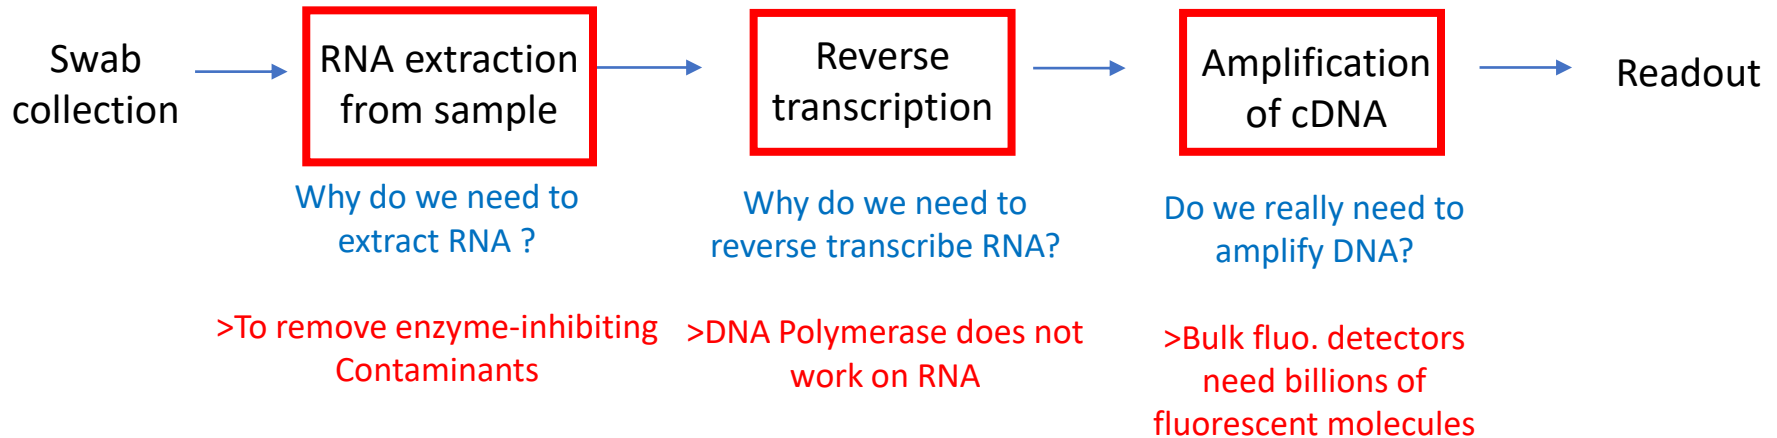 Swab
collection
RNA extraction
from sample
Reverse
transcription
Amplification
of cDNA
Readout
Why do we need to
extract RNA ?
Why do we need to
reverse transcribe RNA?
Do we really need to
amplify DNA?
>To remove enzyme-inhibiting
Contaminants
>DNA Polymerase does not
work on RNA
>Bulk fluo. detectors
need billions of
fluorescent molecules